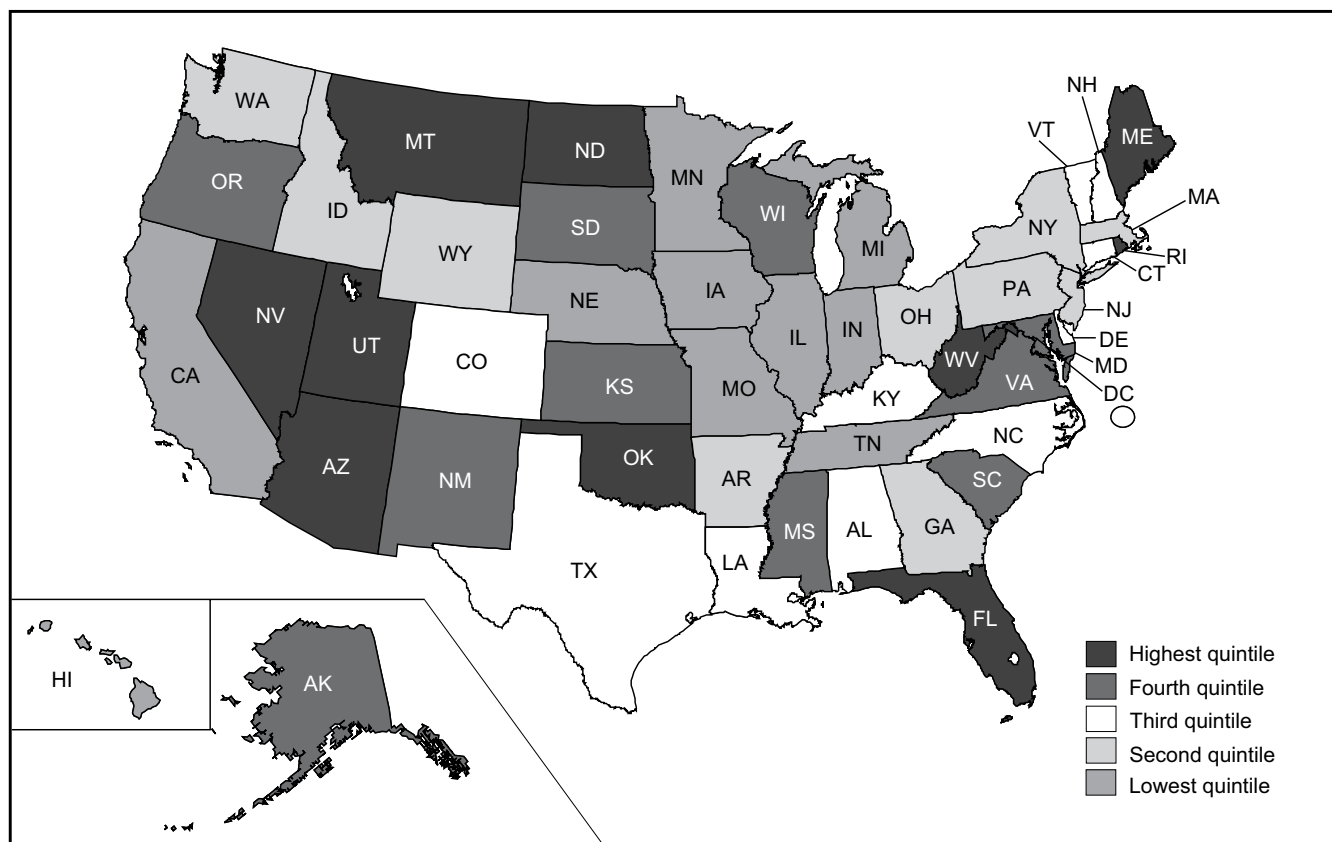 NH
WA
ME
MT
ND
VT
MN
OR
MA
ID
WI
NY
SD
WY
MI
RI
CT
IA
PA
NE
NV
NJ
OH
IL
IN
UT
DE
CO
WV
MD
CA
KS
VA
MO
DC
KY
NC
TN
AZ
OK
NM
AR
SC
MS
AL
GA
LA
TX
FL
HI
AK
Highest quintile
Fourth quintile
Third quintile
Second quintile
Lowest quintile